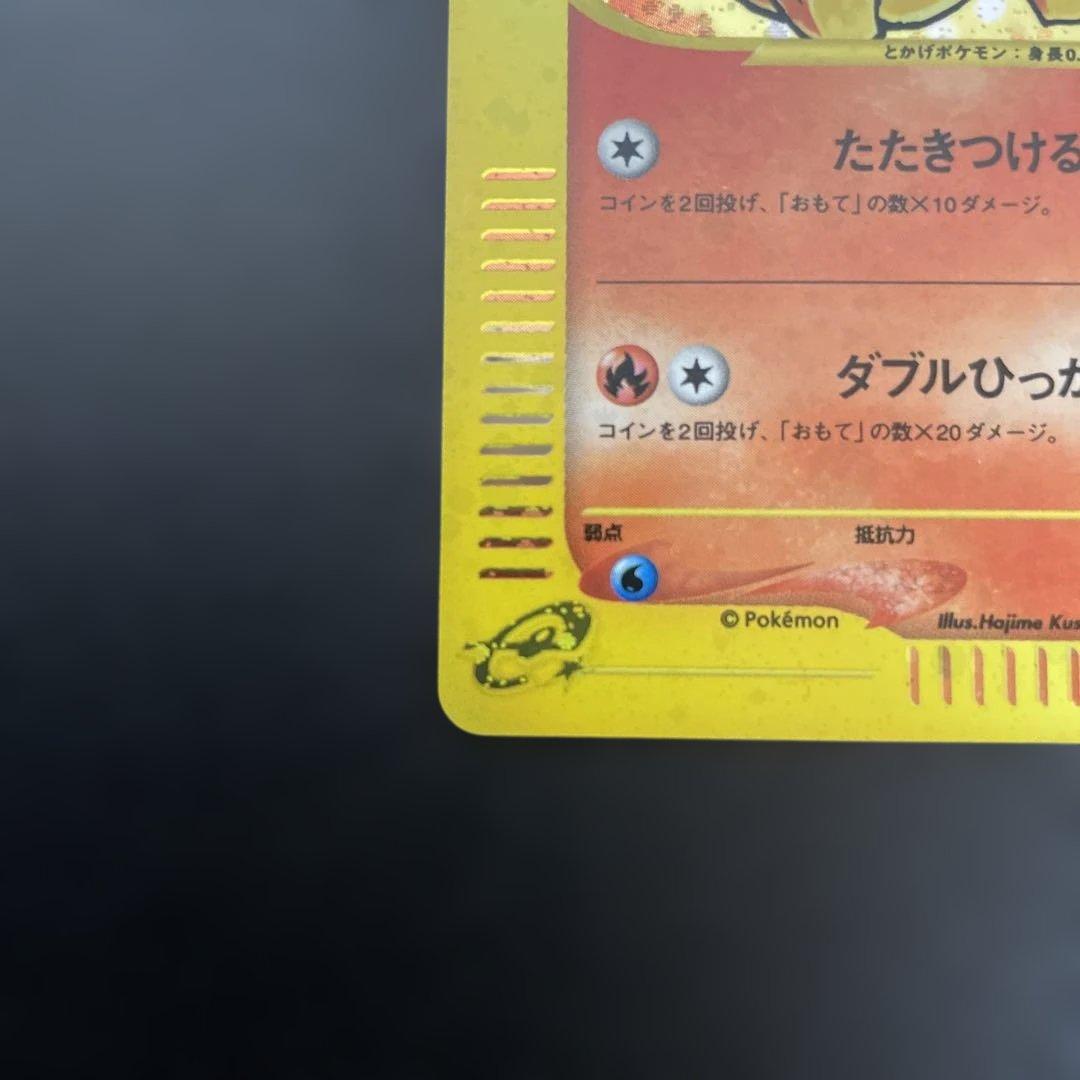 とかげポケモン：身長0.
たたきつける
コインを2回投げ、「おもて」の数×10ダメージ。
ダブルひっか
コインを2回投げ、「おもて」の数×20ダメージ。
弱点 抵抗力
© Pokémon Illus.Hajime Kus